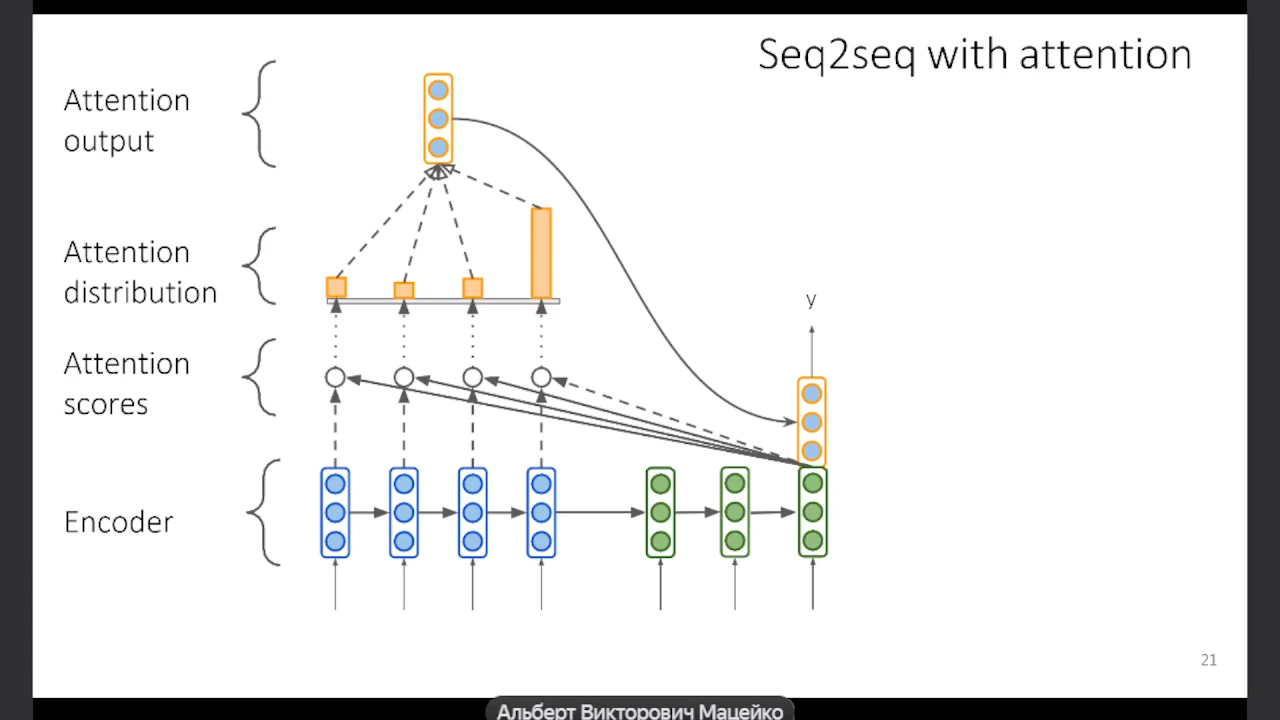 Seq2seq with attention
Attention
output
Attention
distribution
y
Attention
scores
Encoder
21
Альберт Викторович Мацейко